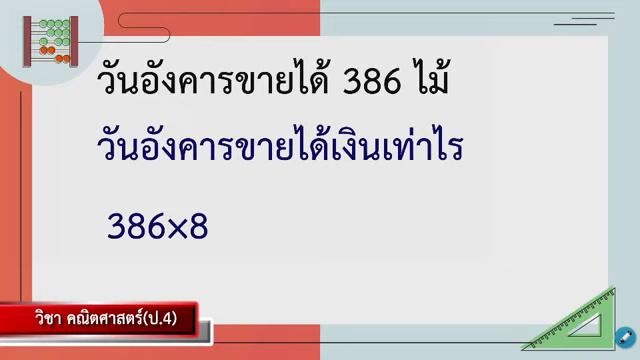 วันอังคารขายได้ 386 ไม้
วันอังคารขายได้เงินเท่าไร
386×8
วิชา คณิตศาสตร์(ป.4)